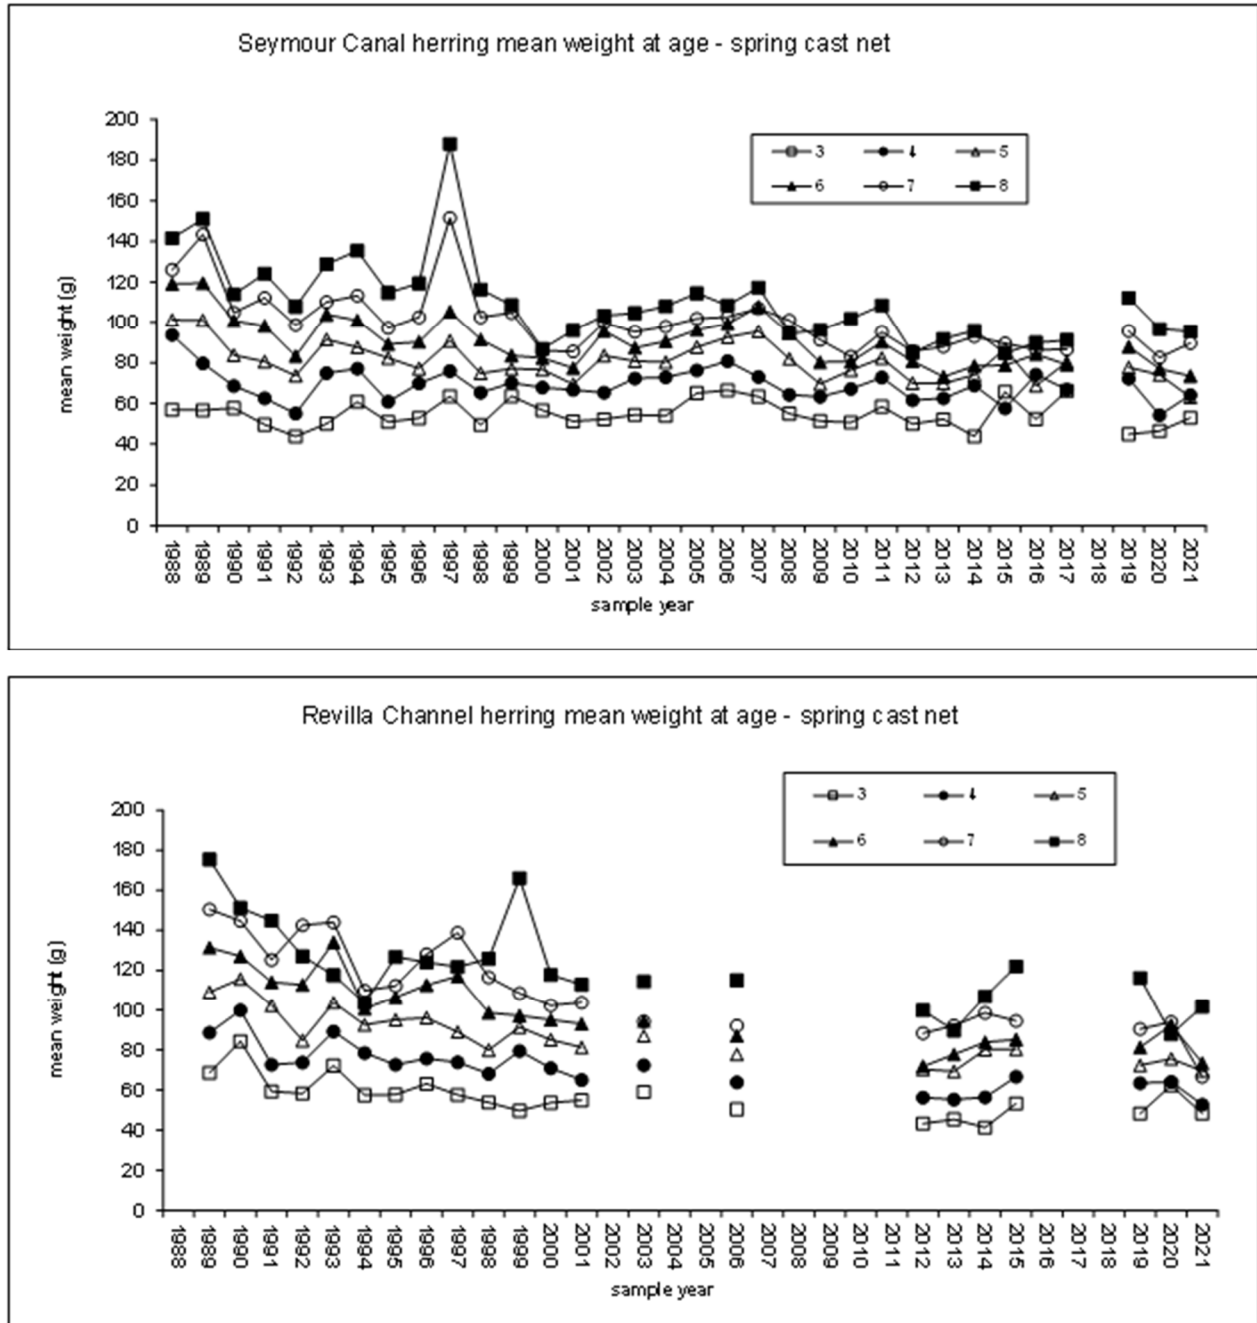 Seymour Canal herring mean weight at age - spring cast net
200
180
160
140
120
100
80
60
40
20
0
mean weight (g)
3 4 5
6 7 8
1988 1989 1990 1991 1992 1993 1994 1995 1996 1997 1998 1999 2000 2001 2002 2003 2004 2005 2006 2007 2008 2009 2010 2011 2012 2013 2014 2015 2016 2017 2018 2019 2020 2021
sample year
Revilla Channel herring mean weight at age - spring cast net
200
180
160
140
120
100
80
60
40
20
0
mean weight (g)
3 4 5
6 7 8
1988 1989 1990 1991 1992 1993 1994 1995 1996 1997 1998 1999 2000 2001 2002 2003 2004 2005 2006 2007 2008 2009 2010 2011 2012 2013 2014 2015 2016 2017 2018 2019 2020 2021
sample year